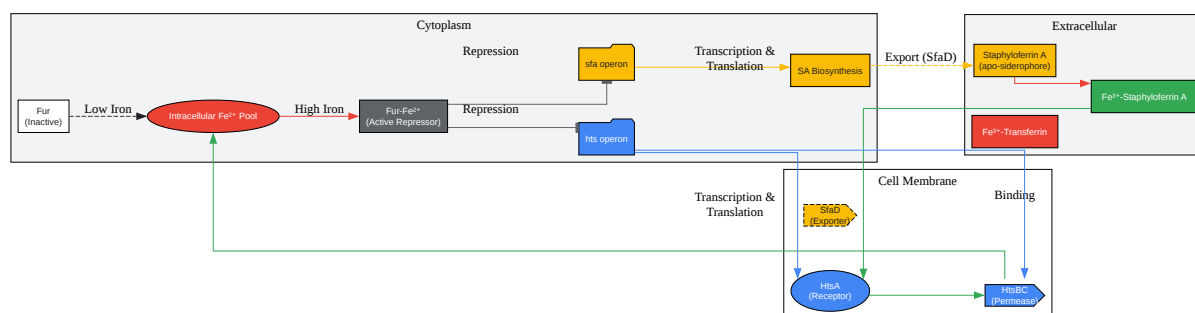 Cytoplasm
Extracellular
Repression
Transcription &
Translation
sfa operon
SA Biosynthesis
Export (SfaD)
Staphyloferrin A
(apo-siderophore)
Fe³⁺-Staphyloferrin A
Fur
(Inactive)
Low Iron
Intracellular Fe²⁺ Pool
High Iron
Fur-Fe²⁺
(Active Repressor)
Repression
hts operon
Fe³⁺-Transferrin
Cell Membrane
Transcription &
Translation
Binding
SfaD
(Exporter)
HtsA
(Receptor)
HtsBC
(Permease)